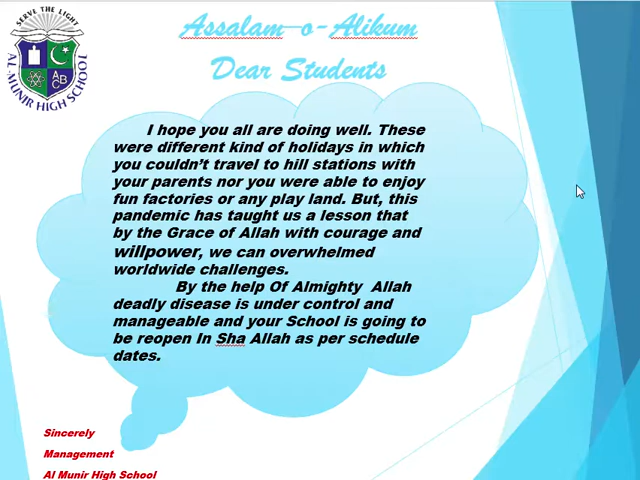 SERVE THE LIGHT
AL-MUNIR HIGH SCHOOL
A
B
C
Assalam-o-Alikum
Dear Students
I hope you all are doing well. These
were different kind of holidays in which
you couldn't travel to hill stations with
your parents nor you were able to enjoy
fun factories or any play land. But, this
pandemic has taught us a lesson that
by the Grace of Allah with courage and
willpower, we can overwhelmed
worldwide challenges.
By the help Of Almighty Allah
deadly disease is under control and
manageable and your School is going to
be reopen In Sha Allah as per schedule
dates.
Sincerely
Management
Al Munir High School